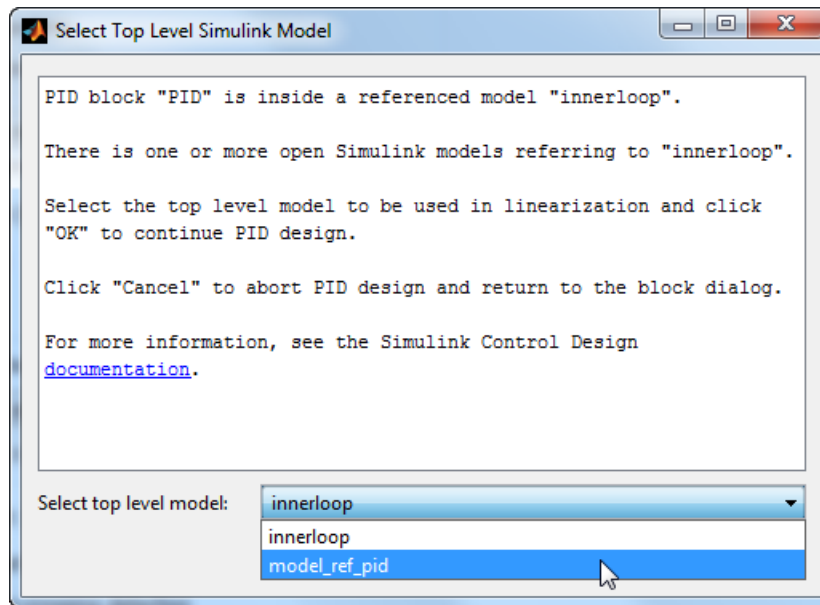 Select Top Level Simulink Model
PID block "PID" is inside a referenced model "innerloop".
There is one or more open Simulink models referring to "innerloop".
Select the top level model to be used in linearization and click
"OK" to continue PID design.
Click "Cancel" to abort PID design and return to the block dialog.
For more information, see the Simulink Control Design
documentation.
Select top level model: innerloop
innerloop
model_ref_pid